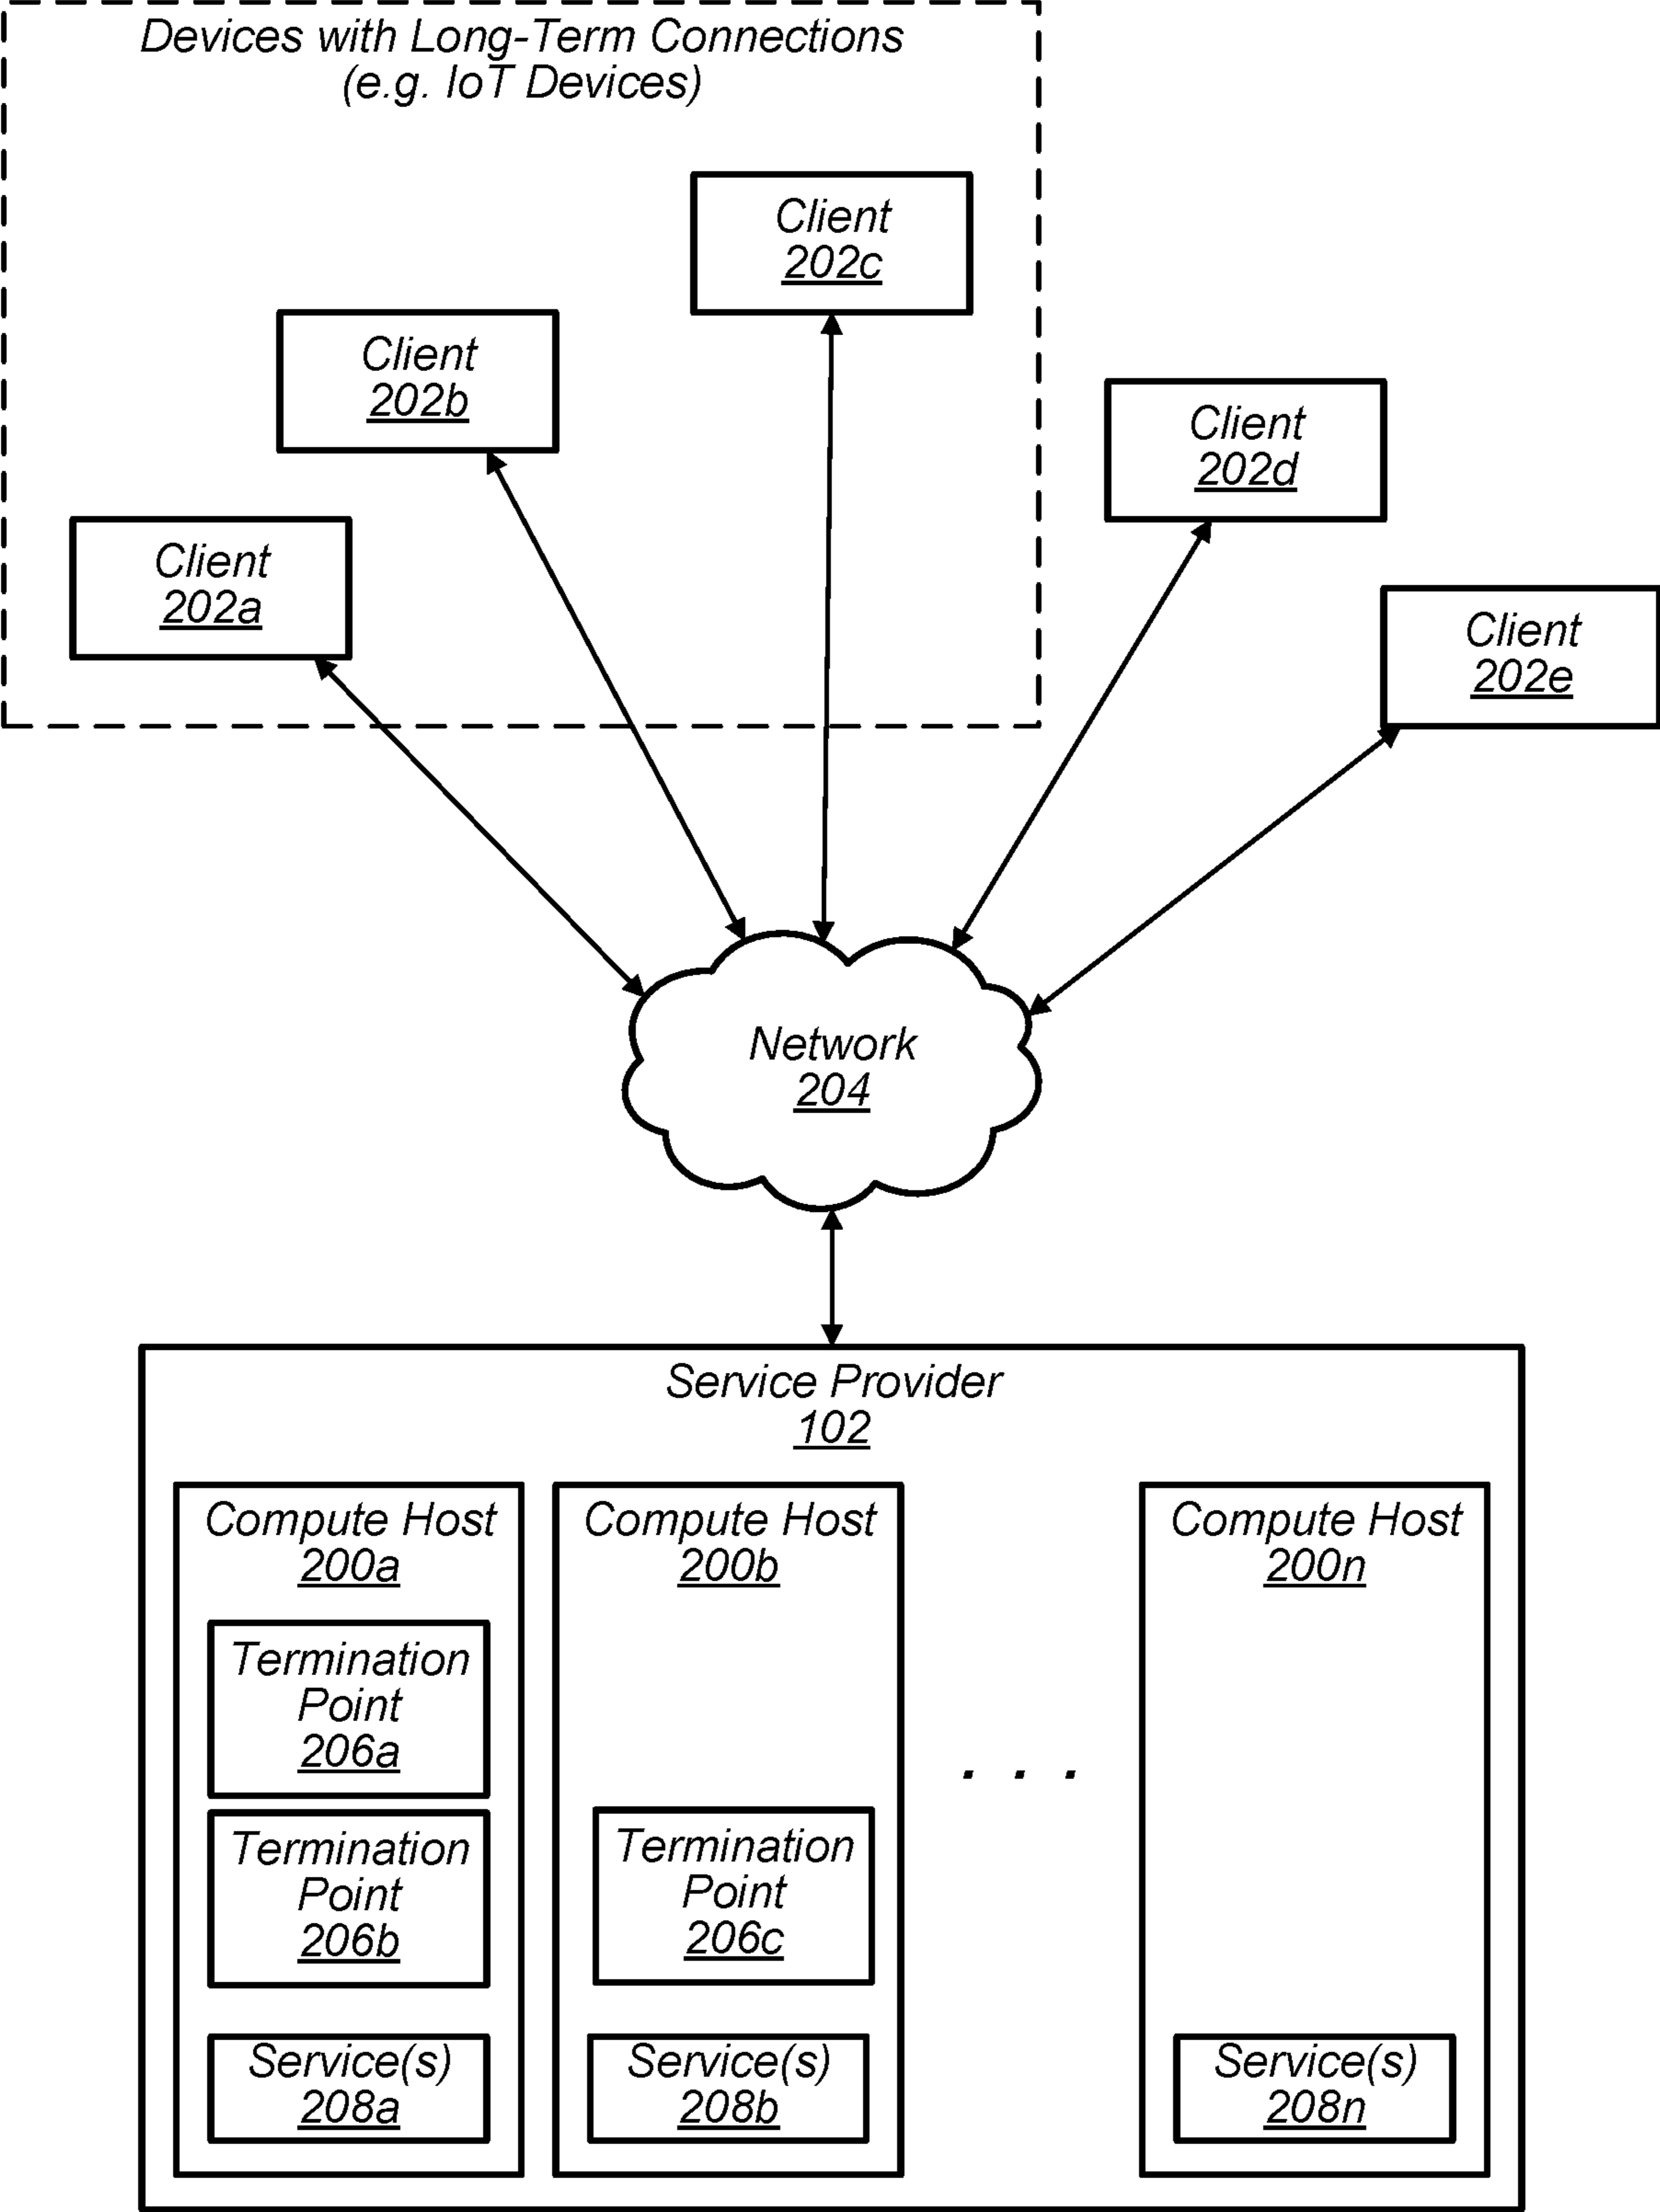 Devices with Long-Term Connections
(e.g. IoT Devices)
Client
202c
Client
202b
Client
202d
Client
202a
Client
202e
Network
204
Service Provider
102
Compute Host
200a
Termination
Point
206a
Termination
Point
206b
Service(s)
208a
Compute Host
200b
Termination
Point
206c
Service(s)
208b
. . .
Compute Host
200n
Service(s)
208n